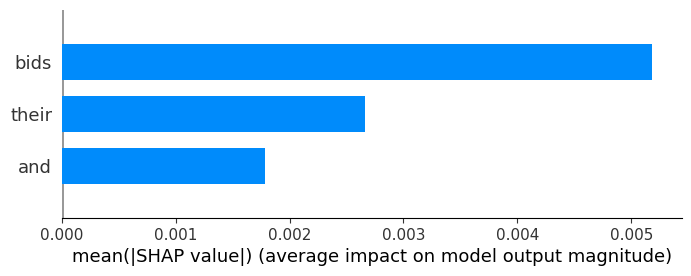 bids
their
and
0.000 0.001 0.002 0.003 0.004 0.005
mean(|SHAP value|) (average impact on model output magnitude)